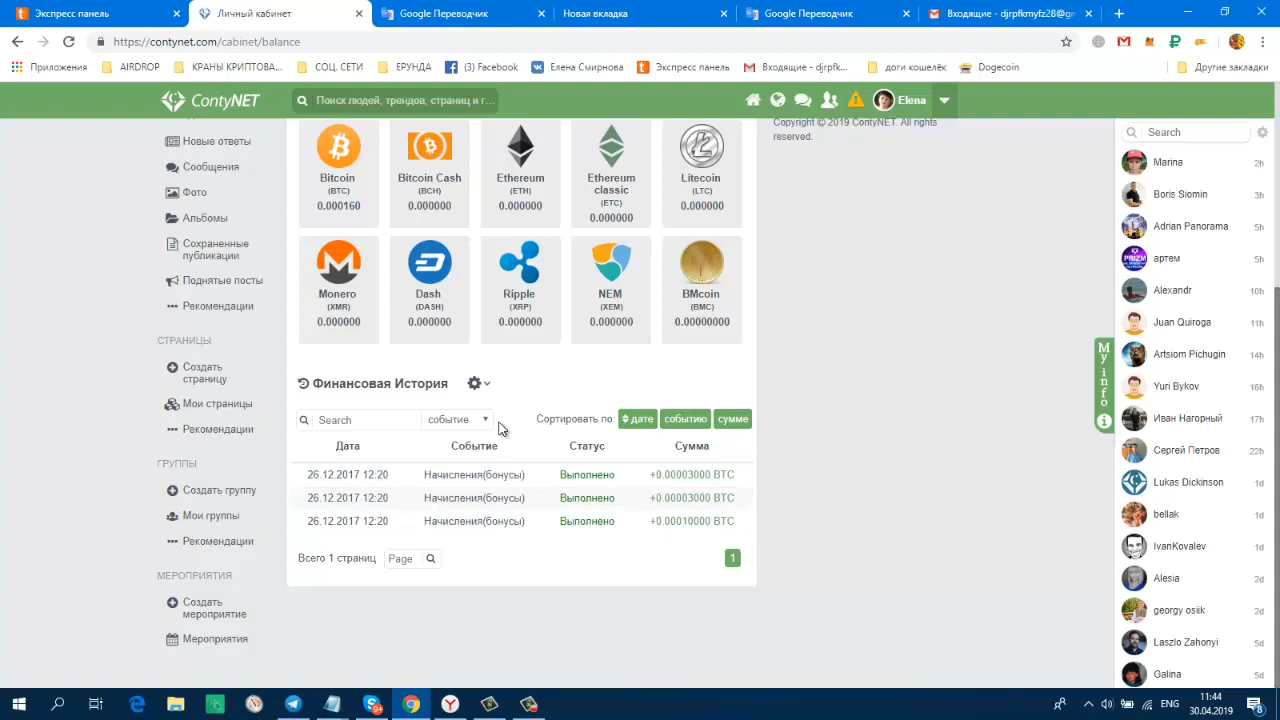 Экспресс панель
Личный кабинет
Google Переводчик
Новая вкладка
Google Переводчик
Входящие - djrpfkmyfz28@gm
https://contynet.com/cabinet/balance
Приложения
AIRDROP
КРАНЫ КРИПТОВА...
СОЦ. СЕТИ
ЕРУНДА
(3) Facebook
Елена Смирнова
Экспресс панель
Входящие - djrpfk...
доги кошелёк
Dogecoin
Другие закладки
ContyNET
Поиск людей, трендов, страниц и г...
Elena
Новые ответы
Сообщения
Фото
Альбомы
Сохраненные
публикации
Поднятые посты
Рекомендации
СТРАНИЦЫ
Создать
страницу
Мои страницы
Рекомендации
ГРУППЫ
Создать группу
Мои группы
Рекомендации
МЕРОПРИЯТИЯ
Создать
мероприятие
Мероприятия
Bitcoin
(BTC)
0.000160
Bitcoin Cash
(BCH)
0.000000
Ethereum
(ETH)
0.000000
Ethereum
classic
(ETC)
0.000000
Litecoin
(LTC)
0.000000
Monero
(XMR)
0.000000
Dash
(DASH)
0.000000
Ripple
(XRP)
0.000000
NEM
(XEM)
0.000000
BMcoin
(BMC)
0.00000000
Финансовая История
Search
событие
Сортировать по:
дате
событию
сумме
Дата Событие Статус Сумма
26.12.2017 12:20 Начисления(бонусы) Выполнено +0.00003000 BTC
26.12.2017 12:20 Начисления(бонусы) Выполнено +0.00003000 BTC
26.12.2017 12:20 Начисления(бонусы) Выполнено +0.00010000 BTC
Всего 1 страниц
Page
1
Copyright © 2019 ContyNET. All rights
reserved.
My info
Search
Marina 2h
Boris Siomin 3h
Adrian Panorama 5h
PRIZM
артем 5h
Alexandr 10h
Juan Quiroga 11h
Artsiom Pichugin 14h
Yuri Bykov 16h
Иван Нагорный 17h
Сергей Петров 22h
Lukas Dickinson 1d
bellak 1d
IvanKovalev 1d
Alesia 2d
georgy osiik 2d
Laszlo Zahonyi 5d
Galina 5d
ENG
11:44
30.04.2019